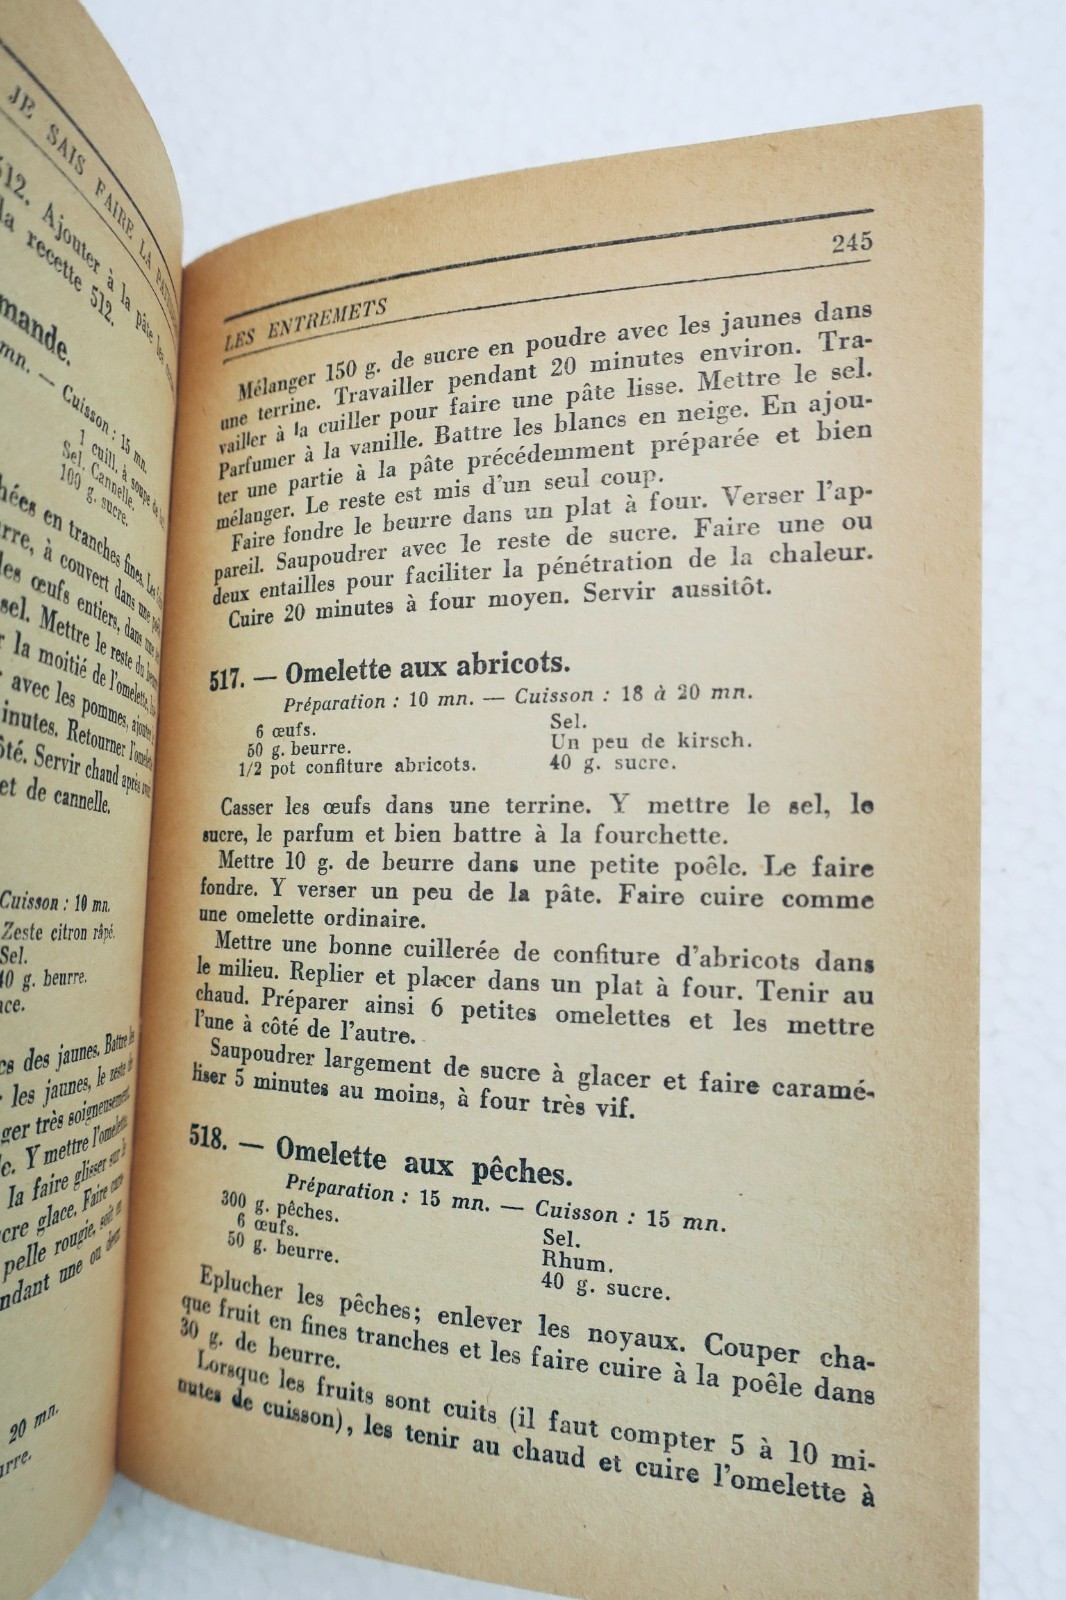 JE SAIS FAIRE LA
512. Ajouter à la pâte les
la recette 512.
mn. — Cuisson : 15 mn.
1 cuill. à soupe de
Sel. Cannelle.
100 g. sucre.
en tranches fines. Les
à couvert dans une
œufs entiers, dans une
sel. Mettre le reste du
la moitié de l'omelette,
avec les pommes, ajouter
Retourner l'omelette
Servir chaud après
et de cannelle.
Cuisson : 10 mn.
Zeste citron râpé.
Sel.
40 g. beurre.
des jaunes. Battre les
les jaunes, le zeste de
très soigneusement.
Y mettre l'omelette
la faire glisser sur le
glace. Faire
pelle rougie, soit en
une ou deux
20 mn.
LES ENTREMETS
245
Mélanger 150 g. de sucre en poudre avec les jaunes dans
une terrine. Travailler pendant 20 minutes environ. Tra-
vailler à la cuiller pour faire une pâte lisse. Mettre le sel.
Parfumer à la vanille. Battre les blancs en neige. En ajou-
ter une partie à la pâte précédemment préparée et bien
mélanger. Le reste est mis d'un seul coup.
Faire fondre le beurre dans un plat à four. Verser l'ap-
pareil. Saupoudrer avec le reste de sucre. Faire une ou
deux entailles pour faciliter la pénétration de la chaleur.
Cuire 20 minutes à four moyen. Servir aussitôt.
517. — Omelette aux abricots.
Préparation : 10 mn. — Cuisson : 18 à 20 mn.
6 œufs.
50 g. beurre.
1/2 pot confiture abricots.
Sel.
Un peu de kirsch.
40 g. sucre.
Casser les œufs dans une terrine. Y mettre le sel, le
sucre, le parfum et bien battre à la fourchette.
Mettre 10 g. de beurre dans une petite poêle. Le faire
fondre. Y verser un peu de la pâte. Faire cuire comme
une omelette ordinaire.
Mettre une bonne cuillerée de confiture d'abricots dans
le milieu. Replier et placer dans un plat à four. Tenir au
chaud. Préparer ainsi 6 petites omelettes et les mettre
l'une à côté de l'autre.
Saupoudrer largement de sucre à glacer et faire caramé-
liser 5 minutes au moins, à four très vif.
518. — Omelette aux pêches.
Préparation : 15 mn. — Cuisson : 15 mn.
300 g. pêches.
6 œufs.
50 g. beurre.
Sel.
Rhum.
40 g. sucre.
Eplucher les pêches; enlever les noyaux. Couper cha-
que fruit en fines tranches et les faire cuire à la poêle dans
30 g. de beurre.
Lorsque les fruits sont cuits (il faut compter 5 à 10 mi-
nutes de cuisson), les tenir au chaud et cuire l'omelette à